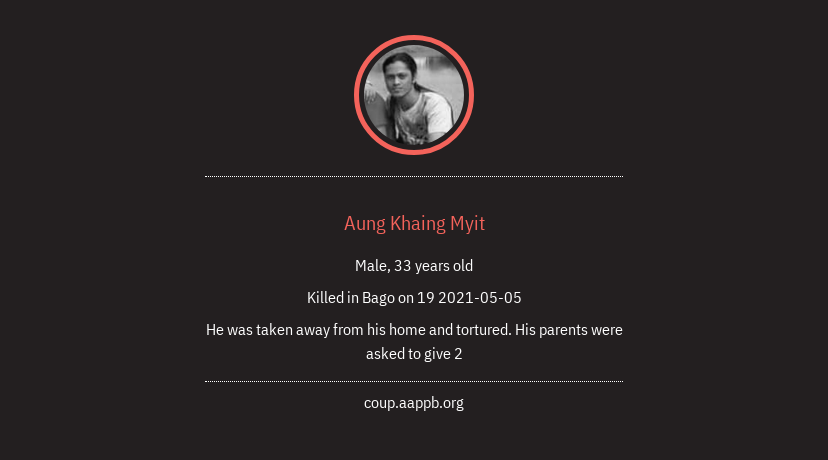 Aung Khaing Myit
Male, 33 years old
Killed in Bago on 19 2021-05-05
He was taken away from his home and tortured. His parents were
asked to give 2
coup.aappb.org